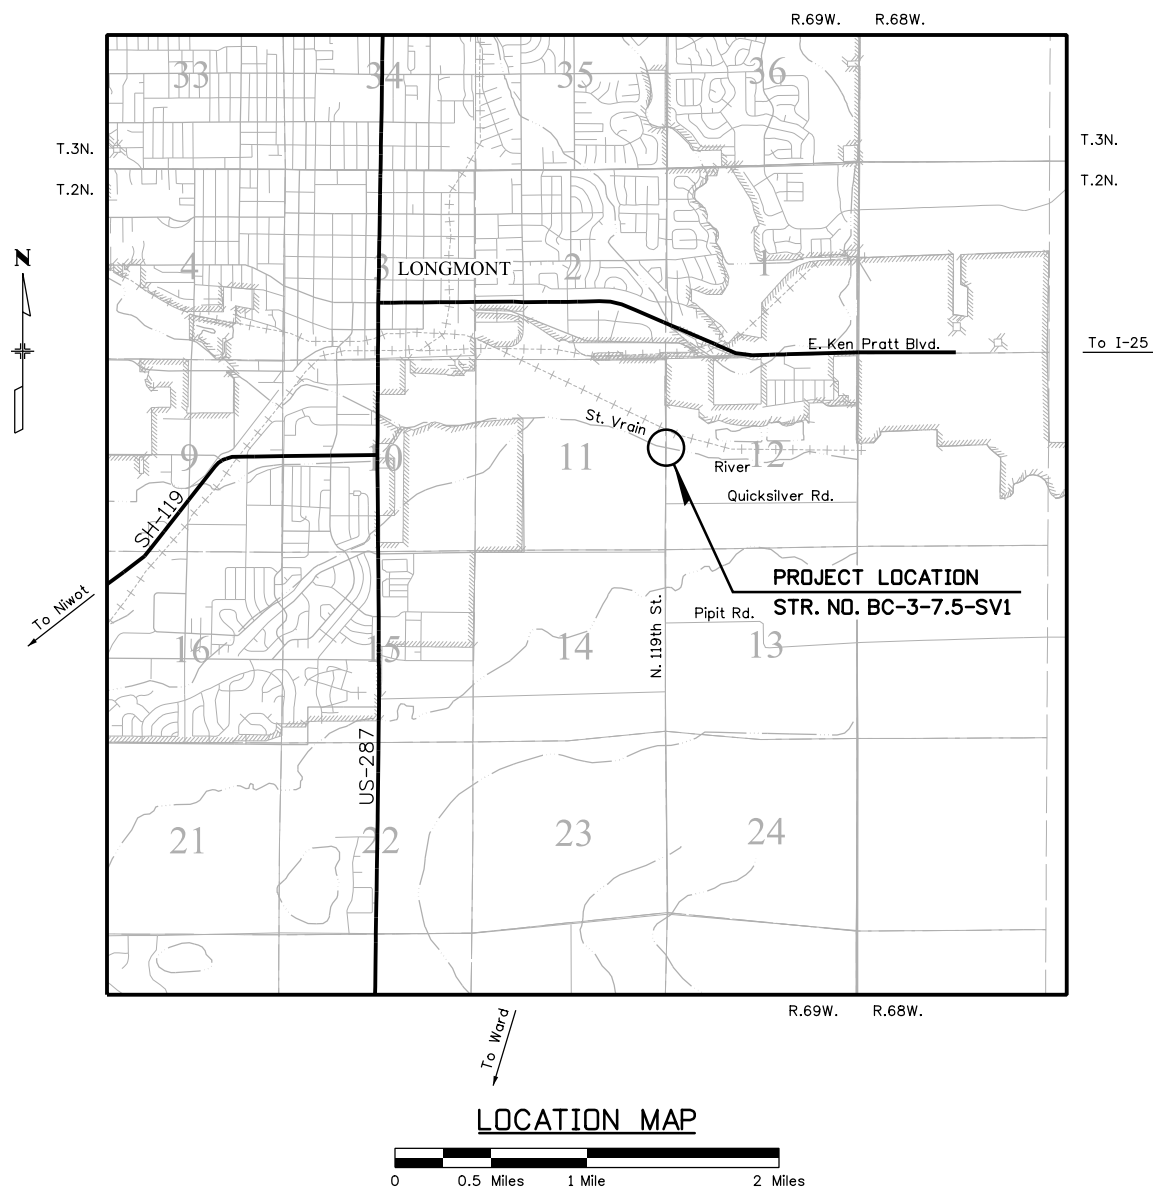 R.69W. R.68W.
33 34 35 36
T.3N. T.3N.
T.2N. T.2N.
N
4 3 LONGMONT 2 1
E. Ken Pratt Blvd.
To I-25
St. Vrain
9 10 11 12
River
Quicksilver Rd.
SH-119
PROJECT LOCATION
STR. NO. BC-3-7.5-SV1
To Niwot
Pipit Rd.
N. 119th St.
16 15 14 13
US-287
21 22 23 24
R.69W. R.68W.
To Ward
LOCATION MAP
0 0.5 Miles 1 Mile 2 Miles